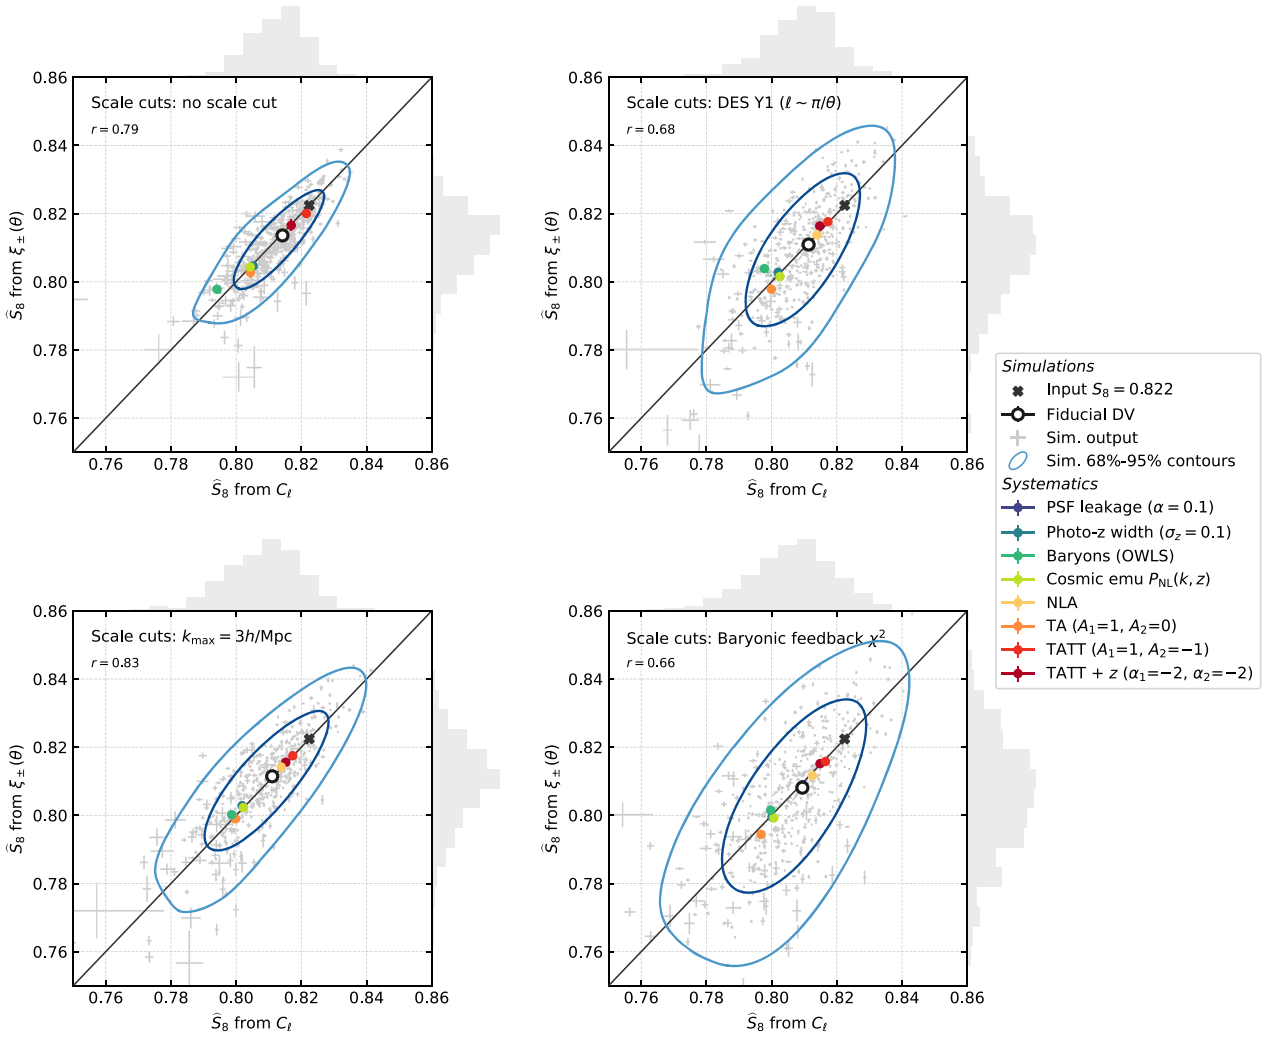 Scale cuts: no scale cut
r = 0.79
0.86
0.84
0.82
0.80
0.78
0.76
Ŝ₈ from ξ±(θ)
0.76 0.78 0.80 0.82 0.84 0.86
Ŝ₈ from Cℓ
Scale cuts: DES Y1 (ℓ ~ π/θ)
r = 0.68
0.86
0.84
0.82
0.80
0.78
0.76
Ŝ₈ from ξ±(θ)
0.76 0.78 0.80 0.82 0.84 0.86
Ŝ₈ from Cℓ
Scale cuts: kmax = 3h/Mpc
r = 0.83
0.86
0.84
0.82
0.80
0.78
0.76
Ŝ₈ from ξ±(θ)
0.76 0.78 0.80 0.82 0.84 0.86
Ŝ₈ from Cℓ
Scale cuts: Baryonic feedback χ²
r = 0.66
0.86
0.84
0.82
0.80
0.78
0.76
Ŝ₈ from ξ±(θ)
0.76 0.78 0.80 0.82 0.84 0.86
Ŝ₈ from Cℓ
Simulations
Input S₈ = 0.822
Fiducial DV
Sim. output
Sim. 68%-95% contours
Systematics
PSF leakage (α = 0.1)
Photo-z width (σz = 0.1)
Baryons (OWLS)
Cosmic emu PNL(k, z)
NLA
TA (A₁=1, A₂=0)
TATT (A₁=1, A₂=−1)
TATT + z (α₁=−2, α₂=−2)